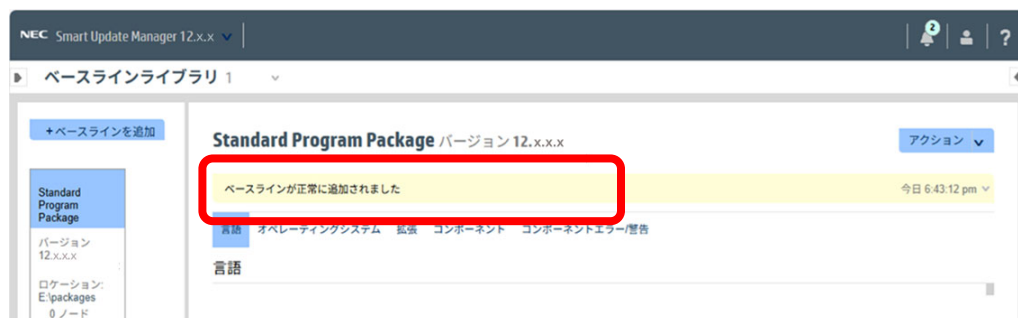 NEC Smart Update Manager 12.x.x
2
?
ベースラインライブラリ 1
+ベースラインを追加
Standard
Program
Package
バージョン
12.x.x.x
ロケーション:
E:\packages
0 ノード
Standard Program Package バージョン 12.x.x.x
アクション
ベースラインが正常に追加されました
今日 6:43:12 pm
言語 オペレーティングシステム 拡張 コンポーネント コンポーネントエラー/警告
言語